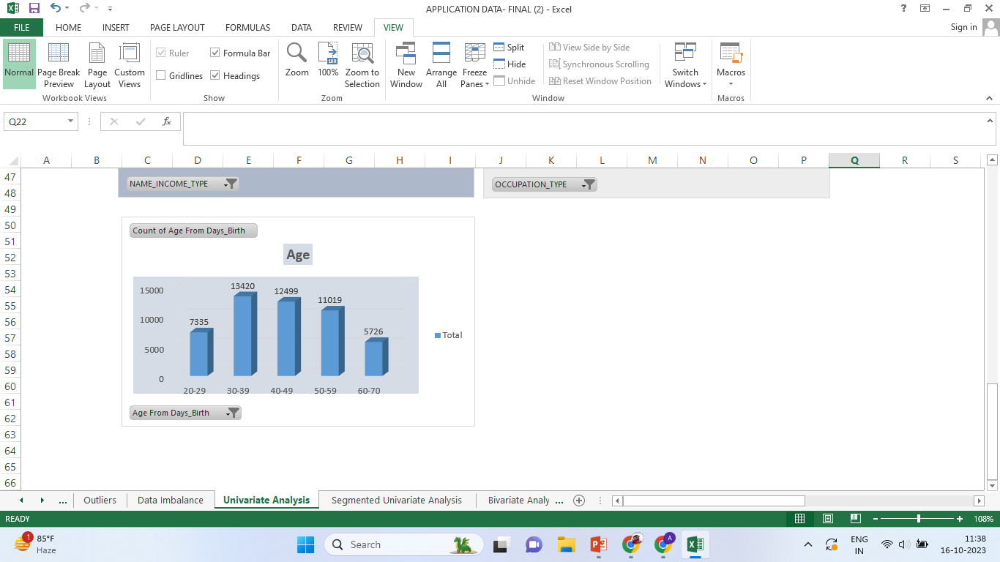 APPLICATION DATA- FINAL (2) - Excel
?
FILE HOME INSERT PAGE LAYOUT FORMULAS DATA REVIEW VIEW Sign in
Normal Page Break Preview Page Layout Custom Views
Workbook Views
Ruler Formula Bar
Gridlines Headings
Show
Zoom 100% Zoom to Selection
Zoom
New Window Arrange All Freeze Panes
Split
Hide
Unhide
View Side by Side
Synchronous Scrolling
Reset Window Position
Switch Windows
Window
Macros
Macros
Q22 fx
A B C D E F G H I J K L M N O P Q R S
47 NAME_INCOME_TYPE OCCUPATION_TYPE
48
49
50 Count of Age From Days_Birth
51
52 Age
53
54 15000 13420 12499
55 11019
56 10000 7335
57 5726 Total
58 5000
59
60 0
20-29 30-39 40-49 50-59 60-70
61
62 Age From Days_Birth
63
64
65
66
... Outliers Data Imbalance Univariate Analysis Segmented Univariate Analysis Bivariate Analy ...
READY 108%
1 85°F
Haze
Search
A
ENG
IN
11:38
16-10-2023